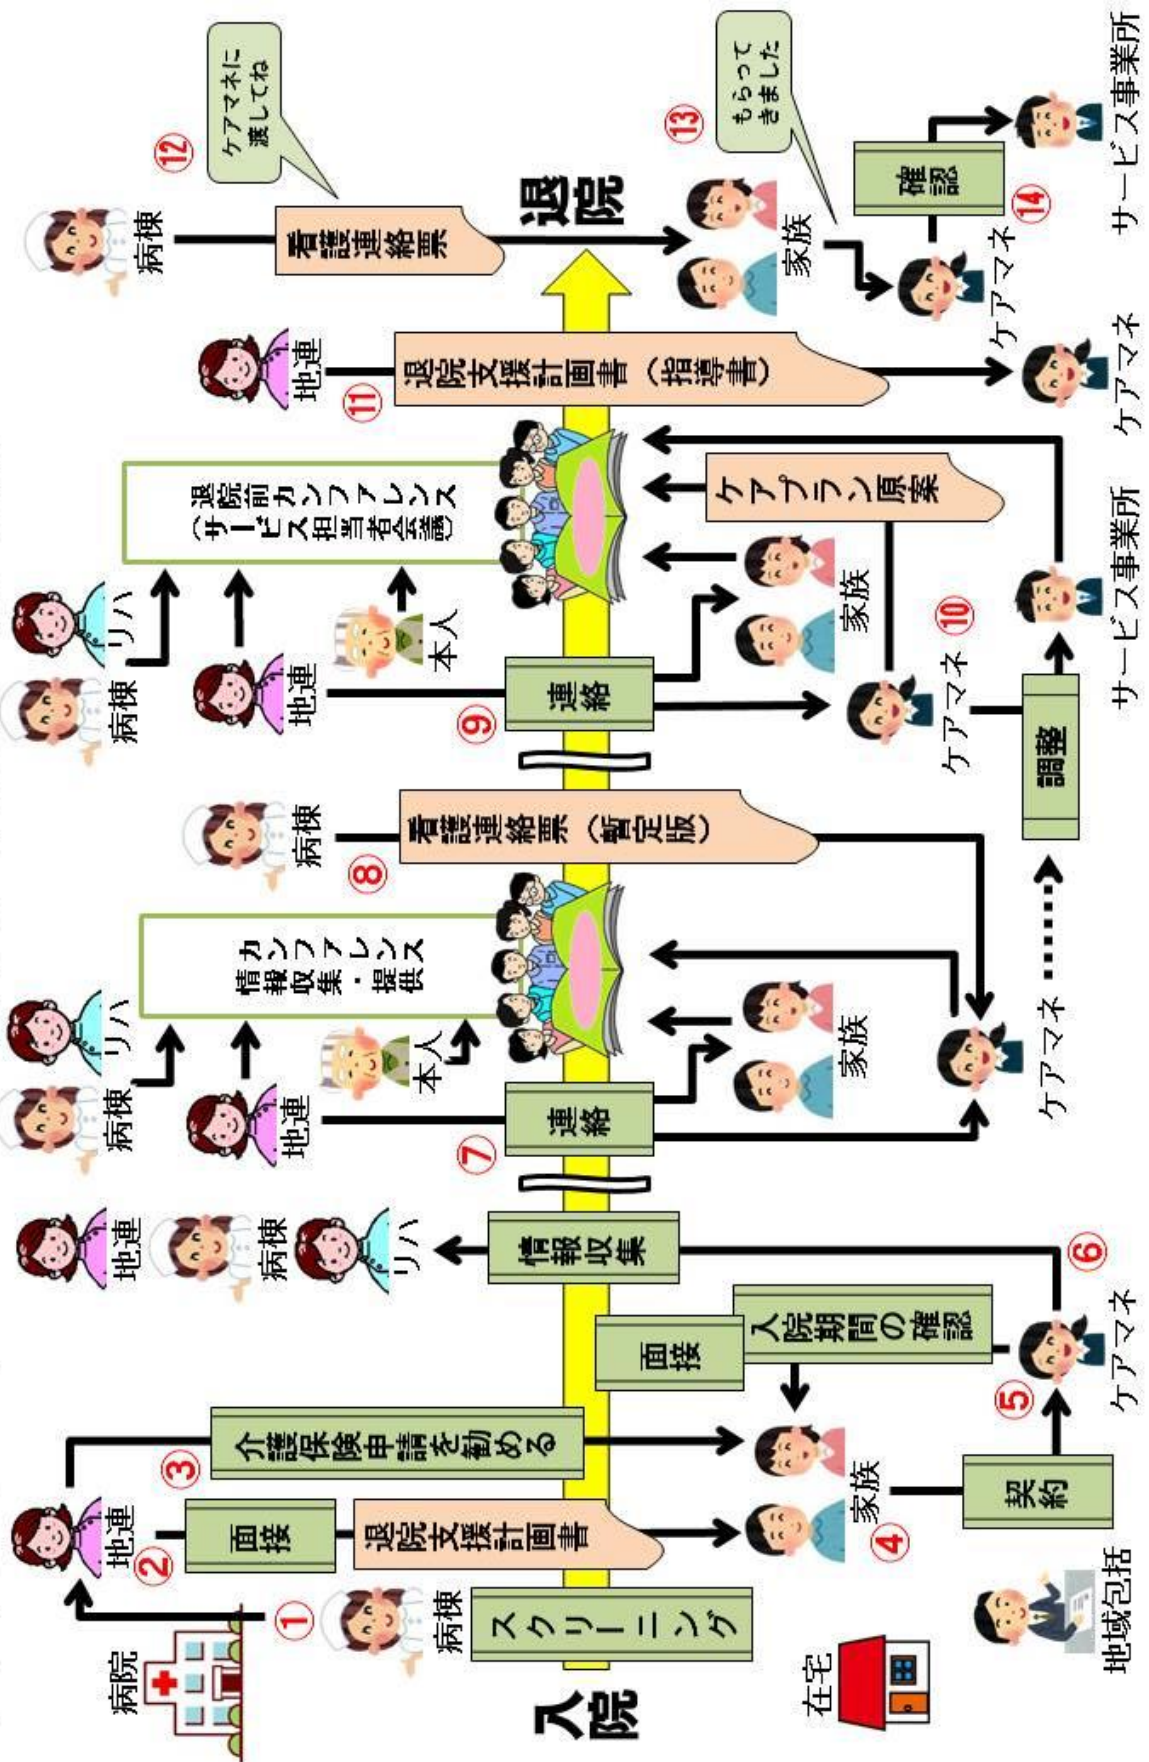 病院
入院
在宅
地域包括
①
病棟
スクリーニング
地連
②
面接
退院支援計画書
③
介護保険申請を勧める
家族
④
契約
⑤
ケアマネ
面接
入院期間の確認
⑥
情報収集
地連
病棟
リハ
⑦
病棟
リハ
地連
本人
連絡
カンファレンス
情報収集・提供
家族
ケアマネ
⑧
病棟
看護連絡票（暫定版）
⑨
病棟
リハ
地連
本人
連絡
退院前カンファレンス
（サービス担当者会議）
家族
ケアマネ
⑩
調整
サービス事業所
ケアプラン原案
⑪
地連
退院支援計画書（指導書）
ケアマネ
⑫
病棟
ケアマネに
渡してね
看護連絡票
退院
家族
⑬
もらって
きました
ケアマネ
⑭
確認
サービス事業所